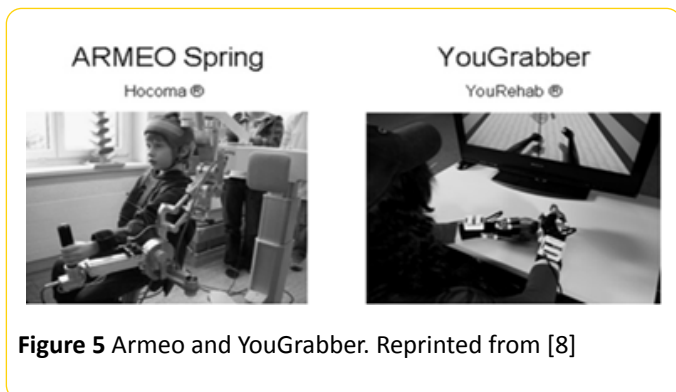 ARMEO Spring
Hocoma ®
YouGrabber
YouRehab ®
Figure 5 Armeo and YouGrabber. Reprinted from [8]